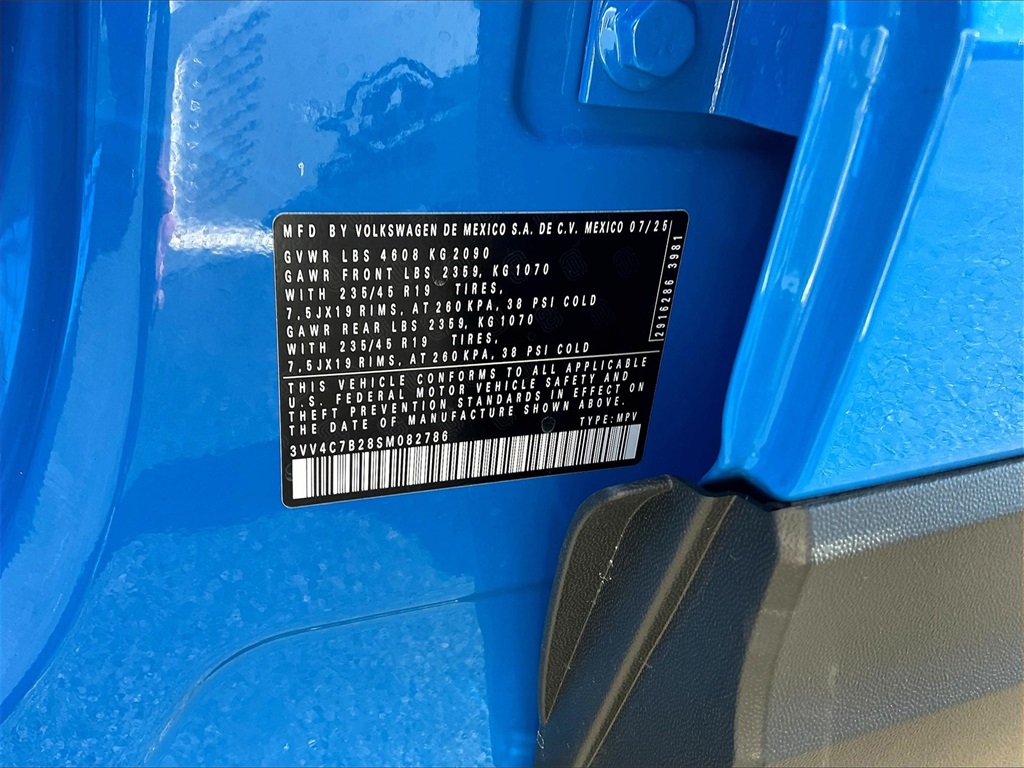 MFD BY VOLKSWAGEN DE MEXICO S.A. DE C.V. MEXICO 07/25
GVWR LBS 4608 KG 2090
GAWR FRONT LBS 2359, KG 1070
WITH 235/45 R19 TIRES,
7,5JX19 RIMS, AT 260 KPA, 38 PSI COLD
GAWR REAR LBS 2359, KG 1070
WITH 235/45 R19 TIRES,
7,5JX19 RIMS, AT 260 KPA, 38 PSI COLD
2916286 3981
THIS VEHICLE CONFORMS TO ALL APPLICABLE
U.S. FEDERAL MOTOR VEHICLE SAFETY AND
THEFT PREVENTION STANDARDS IN EFFECT ON
THE DATE OF MANUFACTURE SHOWN ABOVE.
3VV4C7B28SM082786 TYPE: MPV